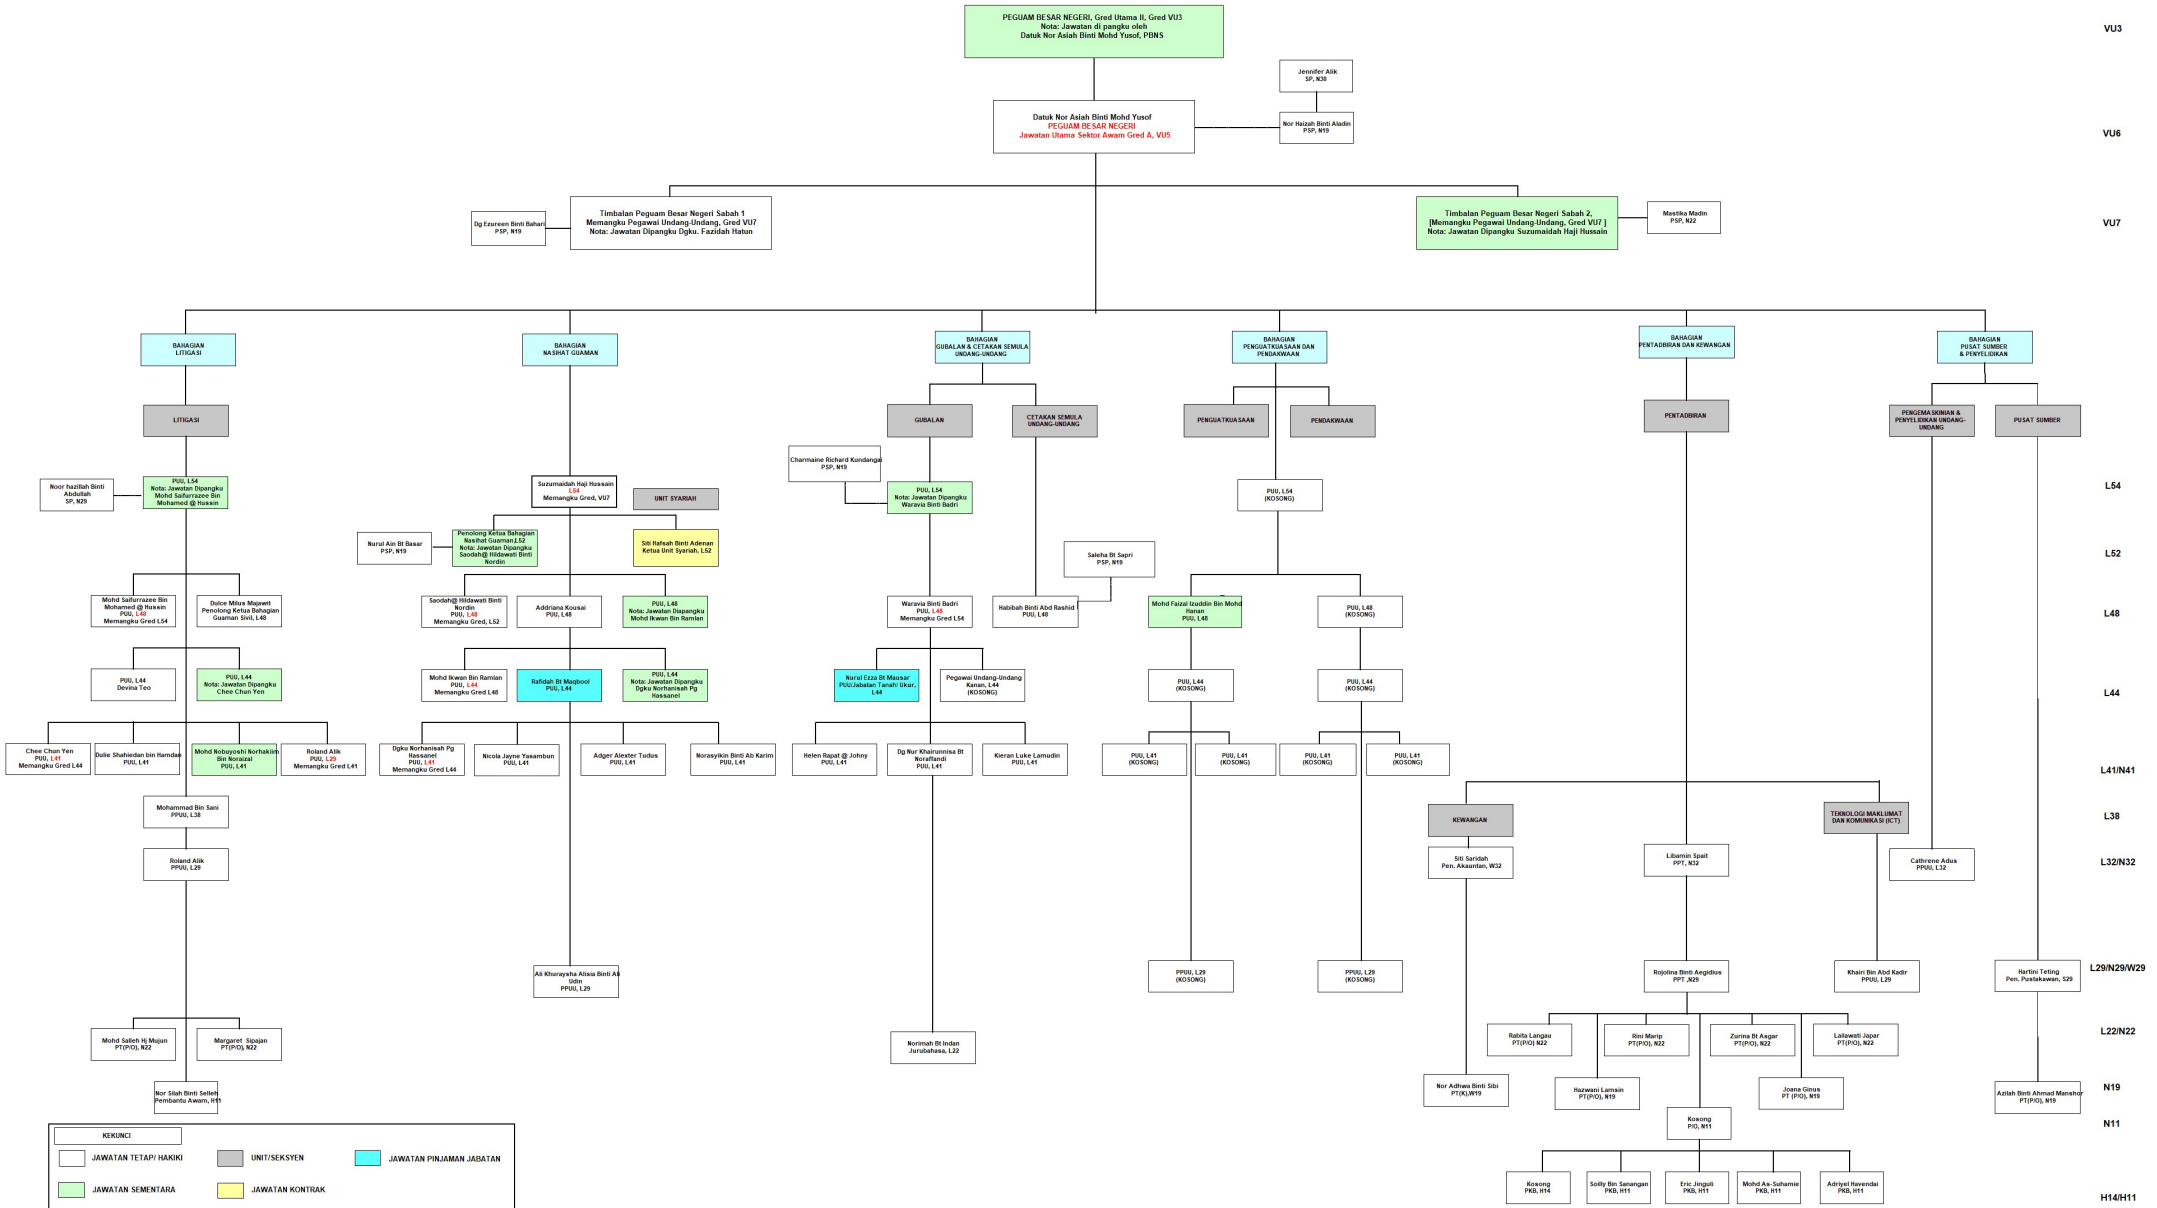 PEGUAM BESAR NEGERI, Gred Utama II, Gred VU3
Nota: Jawatan di pangku oleh
Datuk Nor Asiah Binti Mohd Yusof, PBNS
VU3
Jennifer Alik
SP, N30
Datuk Nor Asiah Binti Mohd Yusof
PEGUAM BESAR NEGERI
Jawatan Utama Sektor Awam Gred A, VU5
Nor Haizah Binti Aladin
PSP, N19
VU6
Dg Ezureen Binti Bahari
PSP, N19
Timbalan Peguam Besar Negeri Sabah 1
Memangku Pegawai Undang-Undang, Gred VU7
Nota: Jawatan Dipangku Dgku. Fazidah Hatun
Timbalan Peguam Besar Negeri Sabah 2,
[Memangku Pegawai Undang-Undang, Gred VU7 ]
Nota: Jawatan Dipangku Suzumaidah Haji Hussain
Mastika Madin
PSP, N22
VU7
BAHAGIAN
LITIGASI
BAHAGIAN
NASIHAT GUAMAN
BAHAGIAN
GUBALAN & CETAKAN SEMULA
UNDANG-UNDANG
BAHAGIAN
PENGUATKUASAAN DAN
PENDAKWAAN
BAHAGIAN
PENTADBIRAN DAN KEWANGAN
BAHAGIAN
PUSAT SUMBER
& PENYELIDIKAN
LITIGASI
GUBALAN
CETAKAN SEMULA
UNDANG-UNDANG
PENGUATKUASAAN
PENDAKWAAN
PENTADBIRAN
PENGEMASKINIAN &
PENYELIDIKAN UNDANG-
UNDANG
PUSAT SUMBER
Charmaine Richard Kundangai
PSP, N19
Noor hazillah Binti
Abdullah
SP, N29
PUU, L54
Nota: Jawatan Dipangku
Mohd Saifurrazee Bin
Mohamed @ Hussin
Suzumaidah Haji Hussain
L54
Memangku Gred, VU7
UNIT SYARIAH
PUU, L54
Nota: Jawatan Dipangku
Waravia Binti Badri
PUU, L54
(KOSONG)
L54
Nurul Ain Bt Basar
PSP, N19
Penolong Ketua Bahagian
Nasihat Guaman,L52
Nota: Jawatan Dipangku
Saodah@ Hildawati Binti
Nordin
Siti Hafsah Binti Adenan
Ketua Unit Syariah, L52
Saleha Bt Sapri
PSP, N19
L52
Mohd Saifurrazee Bin
Mohamed @ Hussin
PUU, L48
Memangku Gred L54
Dulce Milus Majawit
Penolong Ketua Bahagian
Guaman Sivil, L48
Saodah@ Hildawati Binti
Nordin
PUU, L48
Memangku Gred, L52
Addriana Kousai
PUU, L48
PUU, L48
Nota: Jawatan Diapangku
Mohd Ikwan Bin Ramlan
Waravia Binti Badri
PUU, L48
Memangku Gred L54
Habibah Binti Abd Rashid
PUU, L48
Mohd Faizal Izuddin Bin Mohd
Hanan
PUU, L48
PUU, L48
(KOSONG)
L48
PUU, L44
Devina Teo
PUU, L44
Nota: Jawatan Dipangku
Chee Chun Yen
Mohd Ikwan Bin Ramlan
PUU, L44
Memangku Gred L48
Rafidah Bt Maqbool
PUU, L44
PUU, L44
Nota: Jawatan Dipangku
Dgku Norhanisah Pg
Hassanel
Nurul Ezza Bt Mausar
PUU/Jabatan Tanah/ Ukur,
L44
Pegawai Undang-Undang
Kanan, L44
(KOSONG)
PUU, L44
(KOSONG)
PUU, L44
(KOSONG)
L44
Chee Chun Yen
PUU, L41
Memangku Gred L44
Dulie Shahiedan bin Hamdan
PUU, L41
Mohd Nobuyoshi Norhakiim
Bin Noraizal
PUU, L41
Roland Alik
PUU, L29
Memangku Gred L41
Dgku Norhanisah Pg
Hassanel
PUU, L41
Memangku Gred L44
Nicola Jayne Yasambun
PUU, L41
Adger Alexter Tudus
PUU, L41
Norasyikin Binti Ab Karim
PUU, L41
Helen Rapat @ Johny
PUU, L41
Dg Nur Khairunnisa Bt
Noraffandi
PUU, L41
Kieran Luke Lamudin
PUU, L41
PUU, L41
(KOSONG)
PUU, L41
(KOSONG)
PUU, L41
(KOSONG)
PUU, L41
(KOSONG)
L41/N41
Mohammad Bin Sani
PPUU, L38
KEWANGAN
TEKNOLOGI MAKLUMAT
DAN KOMUNIKASI (ICT)
L38
Roland Alik
PPUU, L29
Siti Saridah
Pen. Akauntan, W32
Libamin Spait
PPT, N32
Cathrene Adus
PPUU, L32
L32/N32
Ali Khuraysha Alisia Binti Ali
Udin
PPUU, L29
PPUU, L29
(KOSONG)
PPUU, L29
(KOSONG)
Rojolina Binti Aegidius
PPT ,N29
Khairi Bin Abd Kadir
PPUU, L29
Hartini Teting
Pen. Pustakawan, S29
L29/N29/W29
Mohd Salleh Hj Mujun
PT(P/O), N22
Margaret Sipajan
PT(P/O), N22
Norimah Bt Indan
Jurubahasa, L22
Rabita Langau
PT(P/O) N22
Rini Marip
PT(P/O), N22
Zurina Bt Asgar
PT(P/O), N22
Lailawati Japar
PT(P/O), N22
L22/N22
Nor Silah Binti Selleh
Pembantu Awam, H11
Nor Adhwa Binti Sibi
PT(K),W19
Hazwani Lamsin
PT(P/O), N19
Joana Ginus
PT (P/O), N19
Azilah Binti Ahmad Manshor
PT(P/O), N19
N19
Kosong
P/O, N11
N11
KEKUNCI
JAWATAN TETAP/ HAKIKI
UNIT/SEKSYEN
JAWATAN PINJAMAN JABATAN
JAWATAN SEMENTARA
JAWATAN KONTRAK
Kosong
PKB, H14
Soilly Bin Sanangan
PKB, H11
Eric Jinguli
PKB, H11
Mohd As-Suhamie
PKB, H11
Adriyel Havendai
PKB, H11
H14/H11